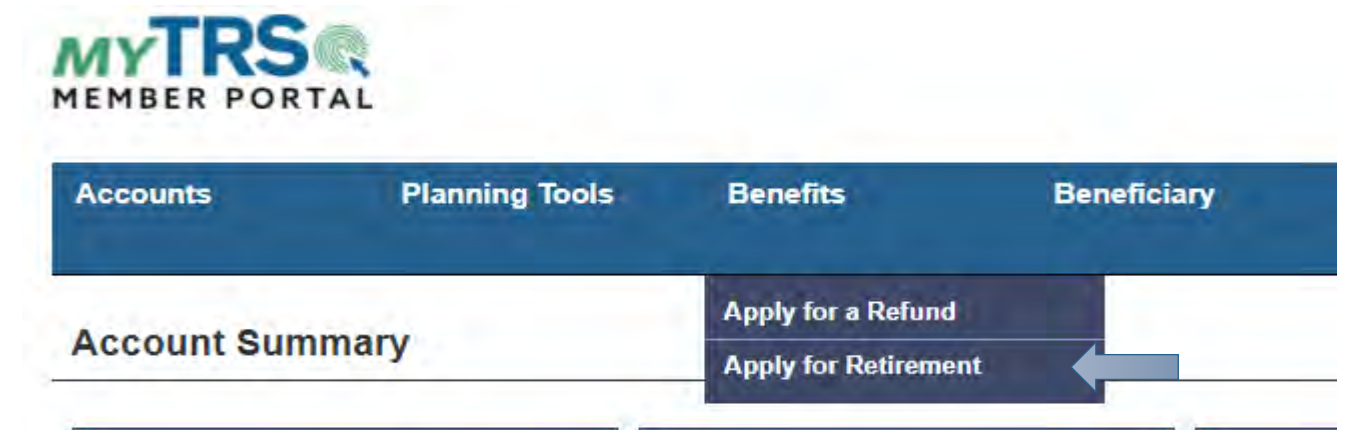 MYTRS
MEMBER PORTAL
Accounts Planning Tools Benefits Beneficiary
Apply for a Refund
Account Summary
Apply for Retirement